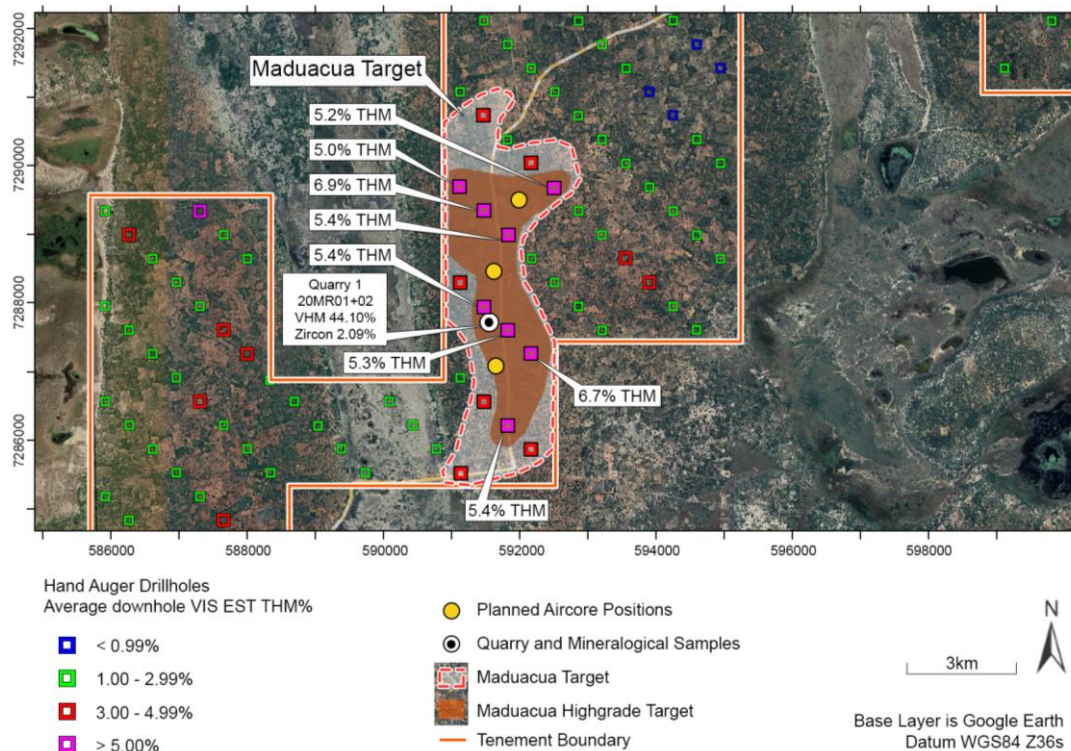 7292000
7290000
7288000
7286000
Maduacua Target
5.2% THM
5.0% THM
6.9% THM
5.4% THM
5.4% THM
Quarry 1
20MR01+02
VHM 44.10%
Zircon 2.09%
5.3% THM
6.7% THM
5.4% THM
586000
588000
590000
592000
594000
596000
598000
Hand Auger Drillholes
Average downhole VIS EST THM%
< 0.99%
1.00 - 2.99%
3.00 - 4.99%
> 5.00%
Planned Aircore Positions
Quarry and Mineralogical Samples
Maduacua Target
Maduacua Highgrade Target
Tenement Boundary
N
3km
Base Layer is Google Earth
Datum WGS84 Z36s